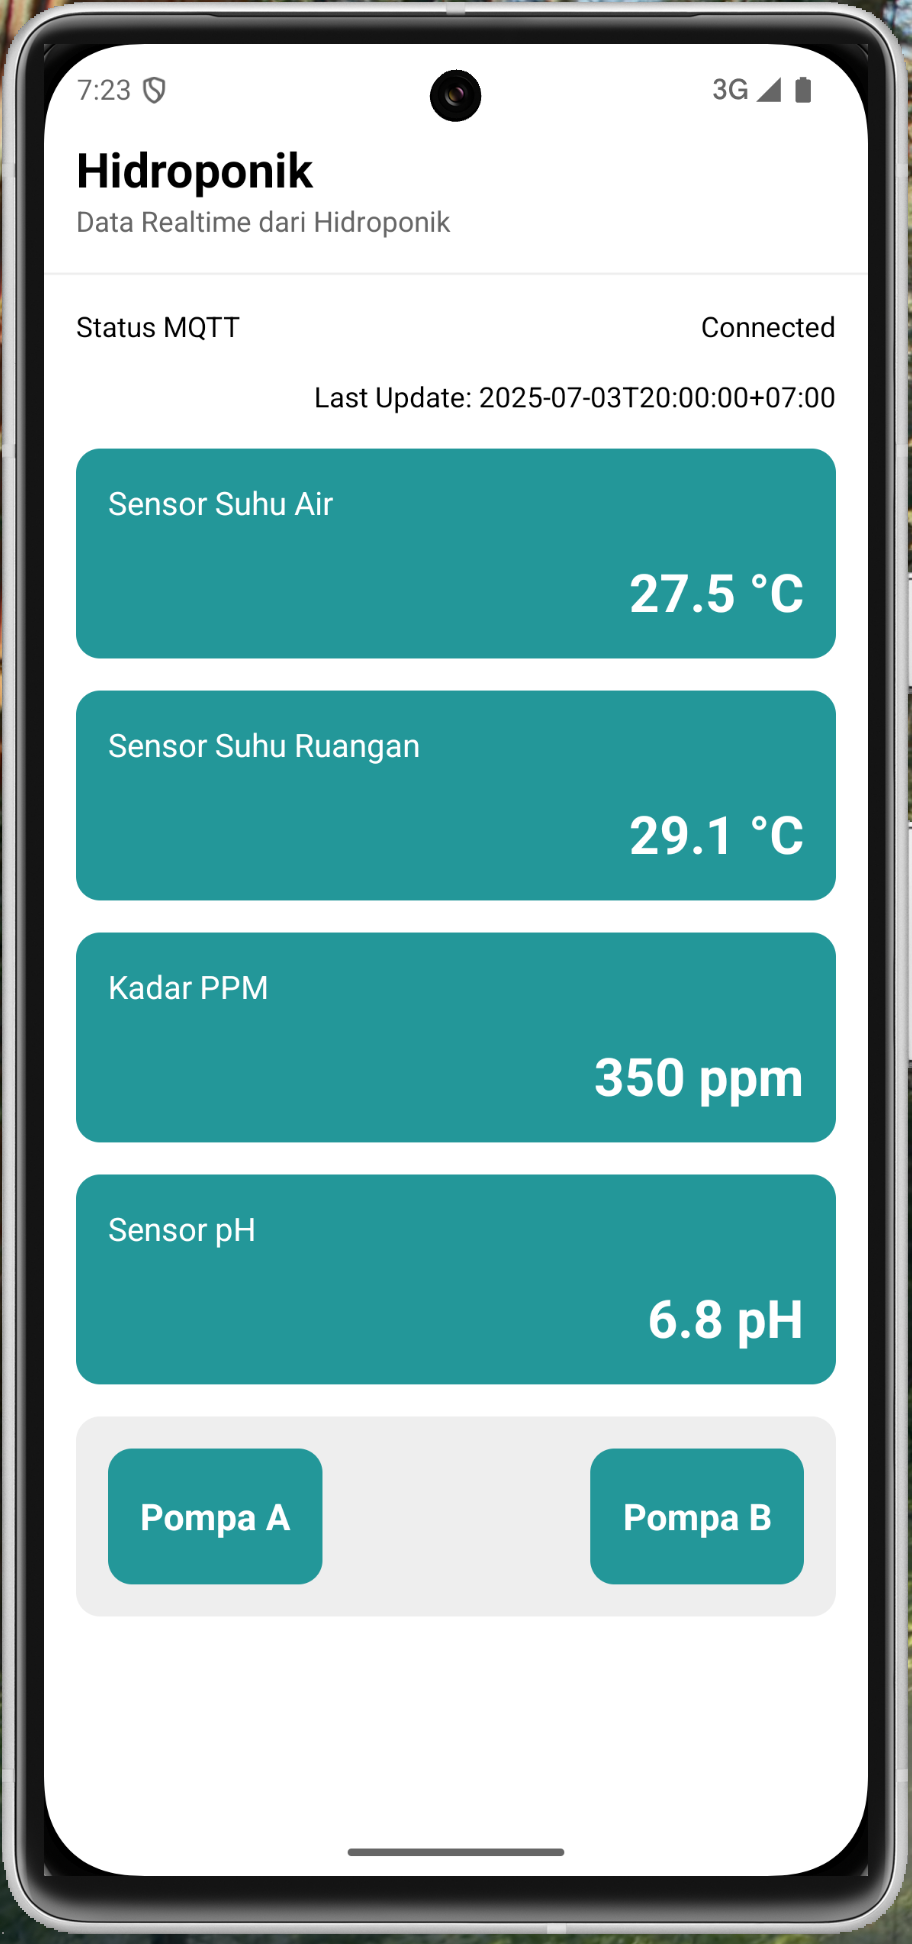 7:23
3G
Hidroponik
Data Realtime dari Hidroponik
Status MQTT
Connected
Last Update: 2025-07-03T20:00:00+07:00
Sensor Suhu Air
27.5 °C
Sensor Suhu Ruangan
29.1 °C
Kadar PPM
350 ppm
Sensor pH
6.8 pH
Pompa A
Pompa B